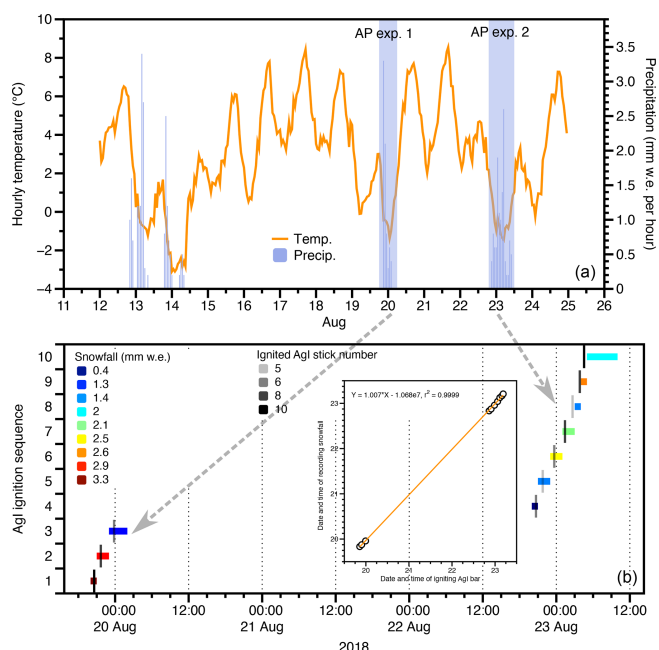 AP exp. 1
AP exp. 2
Hourly temperature (°C)
10
8
6
4
2
0
−2
−4
Precipitation (mm w.e. per hour)
3.5
3.0
2.5
2.0
1.5
1.0
0.5
0
Temp.
Precip.
(a)
11 12 13 14 15 16 17 18 19 20 21 22 23 24 25 26
Aug
AgI ignition sequence
10
9
8
7
6
5
4
3
2
1
Snowfall (mm w.e.)
0.4
1.3
1.4
2
2.1
2.5
2.6
2.9
3.3
Ignited AgI stick number
5
6
8
10
Y = 1.007*X - 1.068e7, r² = 0.9999
Date and time of recording snowfall
23
22
21
20
20 21 22 23
Date and time of igniting AgI bar
(b)
00:00 12:00 00:00 12:00 00:00 12:00 00:00 12:00
20 Aug 21 Aug 22 Aug 23 Aug
2018